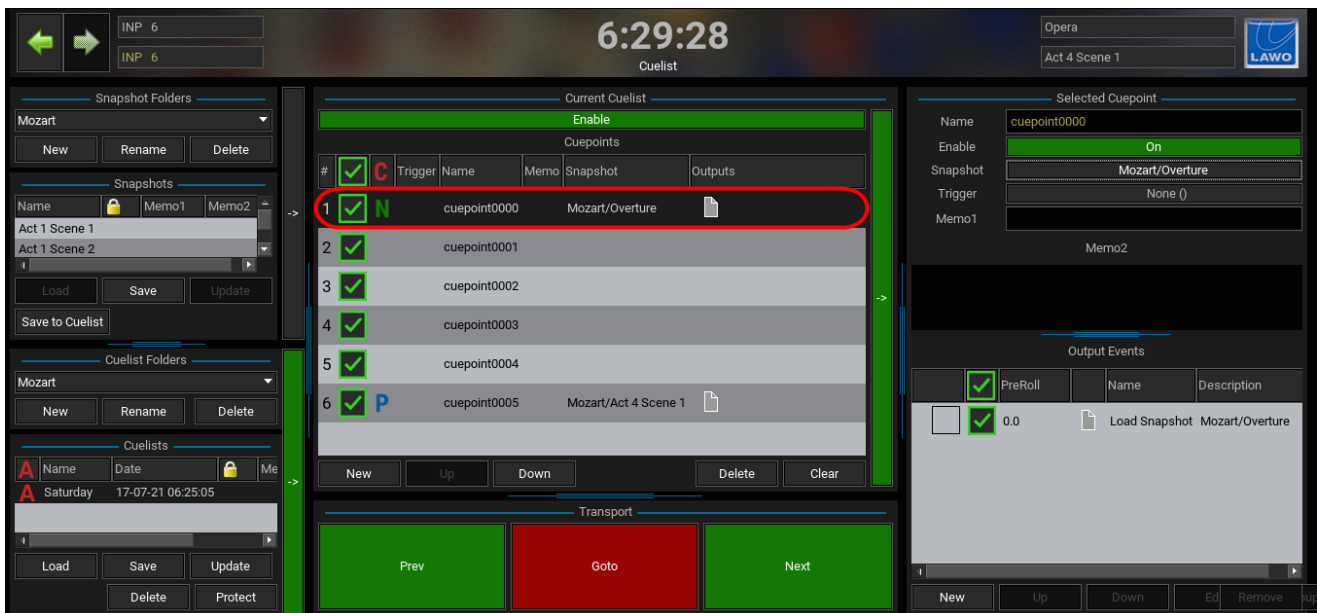 INP 6
INP 6
6:29:28
Cuelist
Opera
Act 4 Scene 1
LAWO
Snapshot Folders
Mozart
New Rename Delete
Snapshots
Name Memo1 Memo2
Act 1 Scene 1
Act 1 Scene 2
Load Save Update
Save to Cuelist
->
Cuelist Folders
Mozart
New Rename Delete
Cuelists
A Name Date Me
A Saturday 17-07-21 06:25:05
Load Save Update
Delete Protect
->
Current Cuelist
Enable
Cuepoints
# C Trigger Name Memo Snapshot Outputs
1 N cuepoint0000 Mozart/Overture
2 cuepoint0001
3 cuepoint0002
4 cuepoint0003
5 cuepoint0004
6 P cuepoint0005 Mozart/Act 4 Scene 1
New Up Down Delete Clear
->
Transport
Prev Goto Next
Selected Cuepoint
Name cuepoint0000
Enable On
Snapshot Mozart/Overture
Trigger None ()
Memo1
Memo2
Output Events
PreRoll Name Description
0.0 Load Snapshot Mozart/Overture
New Up Down Ed Remove